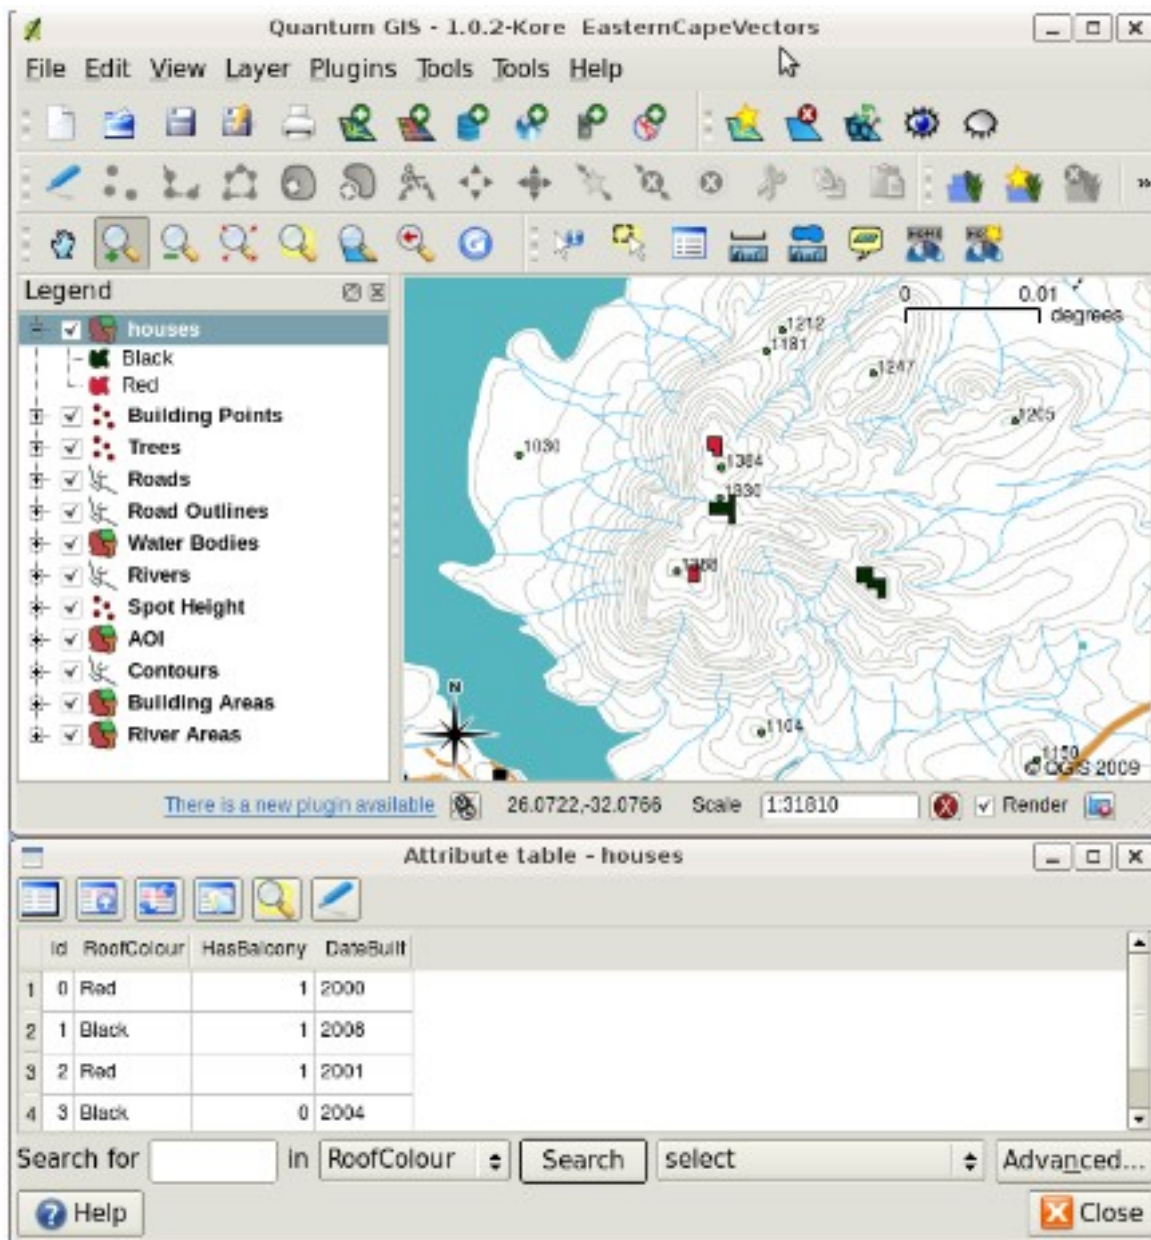 Quantum GIS - 1.0.2-Kore EasternCapeVectors
File Edit View Layer Plugins Tools Tools Help
Legend
houses
Black
Red
Building Points
Trees
Roads
Road Outlines
Water Bodies
Rivers
Spot Height
AOI
Contours
Building Areas
River Areas
0 0.01
degrees
1212
1181
1247
1205
1030
1364
1330
1104
1150
N
© QGIS 2009
There is a new plugin available 26.0722,-32.0766 Scale 1:31810 Render
Attribute table - houses
id RoofColour HasBalcony DateBuilt
1 0 Red 1 2000
2 1 Black 1 2008
3 2 Red 1 2001
4 3 Black 0 2004
Search for in RoofColour Search select Advanced...
Help Close